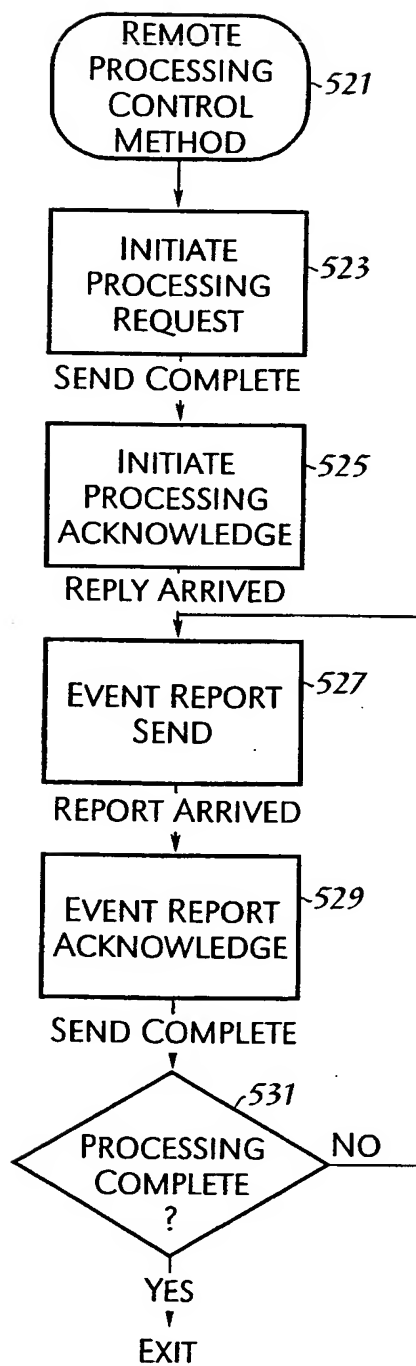 REMOTE
PROCESSING
CONTROL
METHOD
521
INITIATE
PROCESSING
REQUEST
523
SEND COMPLETE
INITIATE
PROCESSING
ACKNOWLEDGE
525
REPLY ARRIVED
EVENT REPORT
SEND
527
REPORT ARRIVED
EVENT REPORT
ACKNOWLEDGE
529
SEND COMPLETE
531
PROCESSING
COMPLETE
?
NO
YES
EXIT